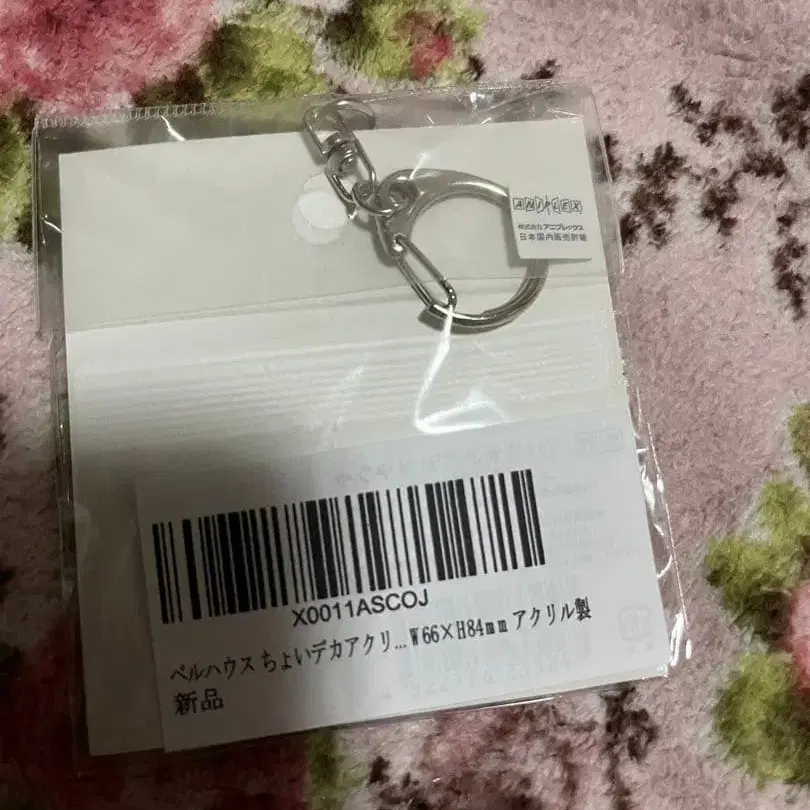 ANIPLEX
株式会社アニプレックス
日本国内販売許諾
X0011ASCOJ
ベルハウス ちょいデカアクリ...W66×H84mm アクリル製
新品